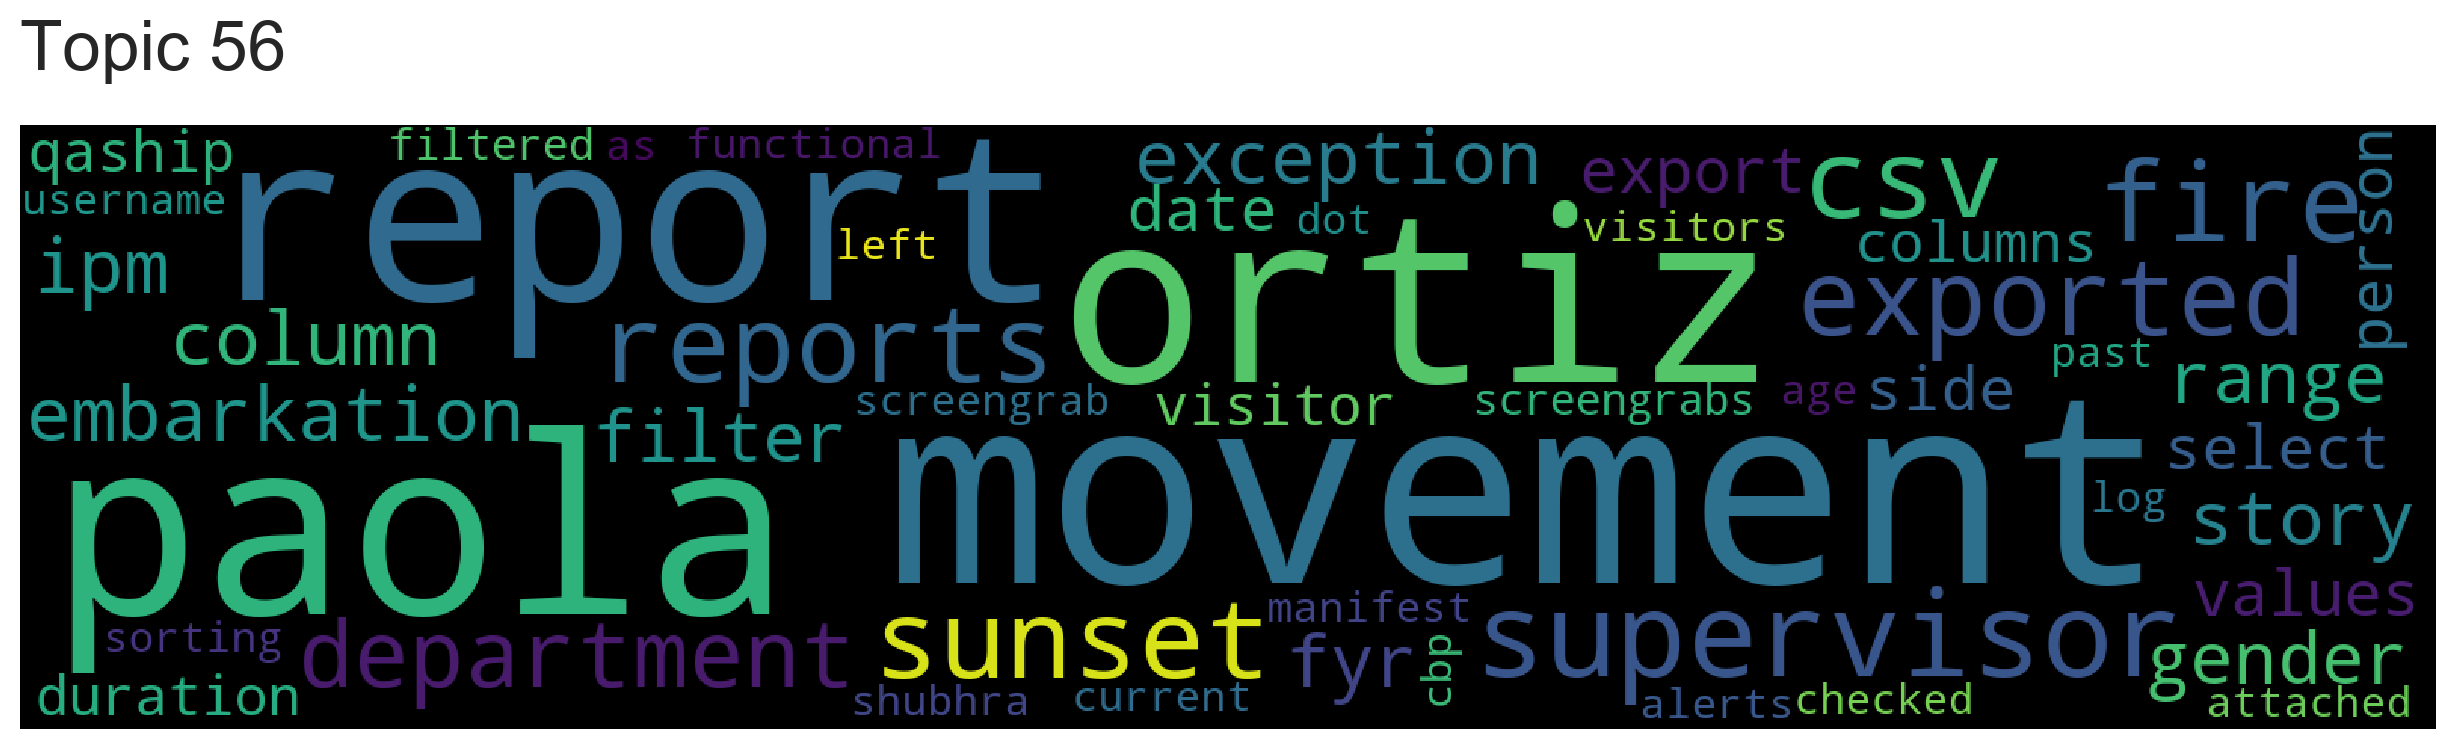 Topic 56
qaship
filtered
as
functional
exception
export
csv
fire
person
username
report
left
date
dot
visitors
columns
ipm
ortiz
exported
column
reports
past
range
embarkation
filter
screengrab
visitor
screengrabs
age
side
select
paola
movement
log
story
values
sorting
department
sunset
manifest
fyr
cbp
supervisor
gender
duration
shubhra
current
alerts
checked
attached